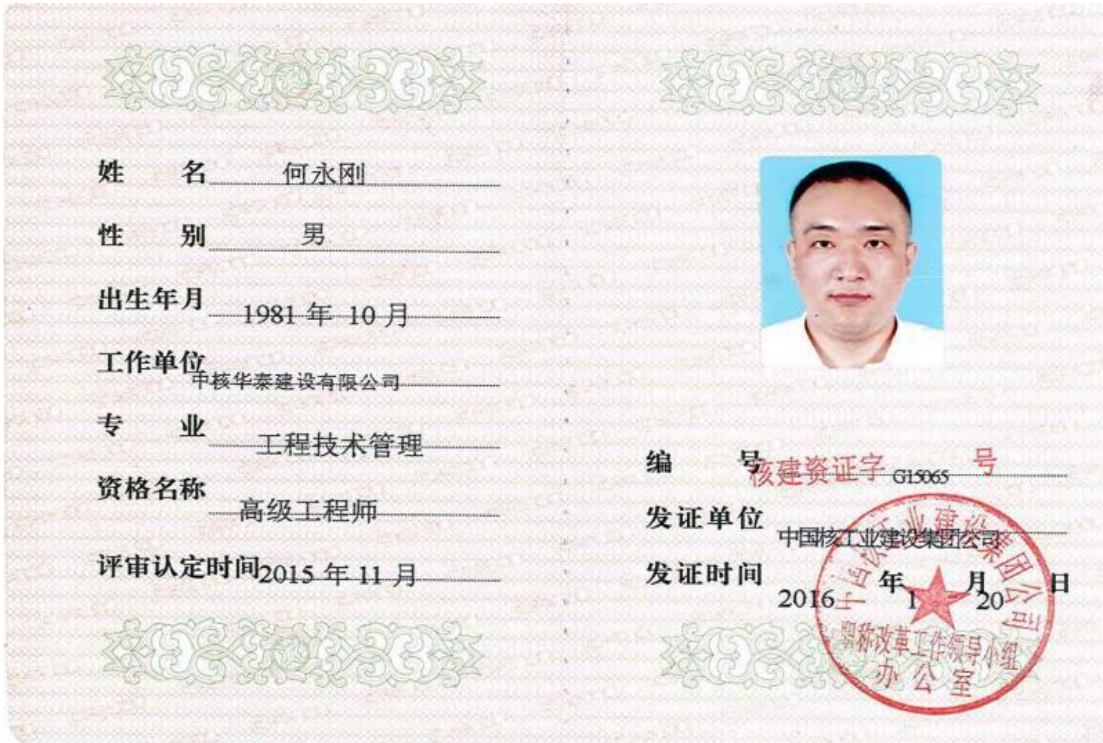 姓 名 何永刚
性 别 男
出生年月 1981 年 10 月
工作单位 中核华泰建设有限公司
专 业 工程技术管理
资格名称 高级工程师
评审认定时间 2015 年 11 月
编 号 核建资证字 G15065 号
发证单位 中国核工业建设集团公司
发证时间 2016 年 1 月 20 日
中国核工业建设集团公司
职称改革工作领导小组
办公室